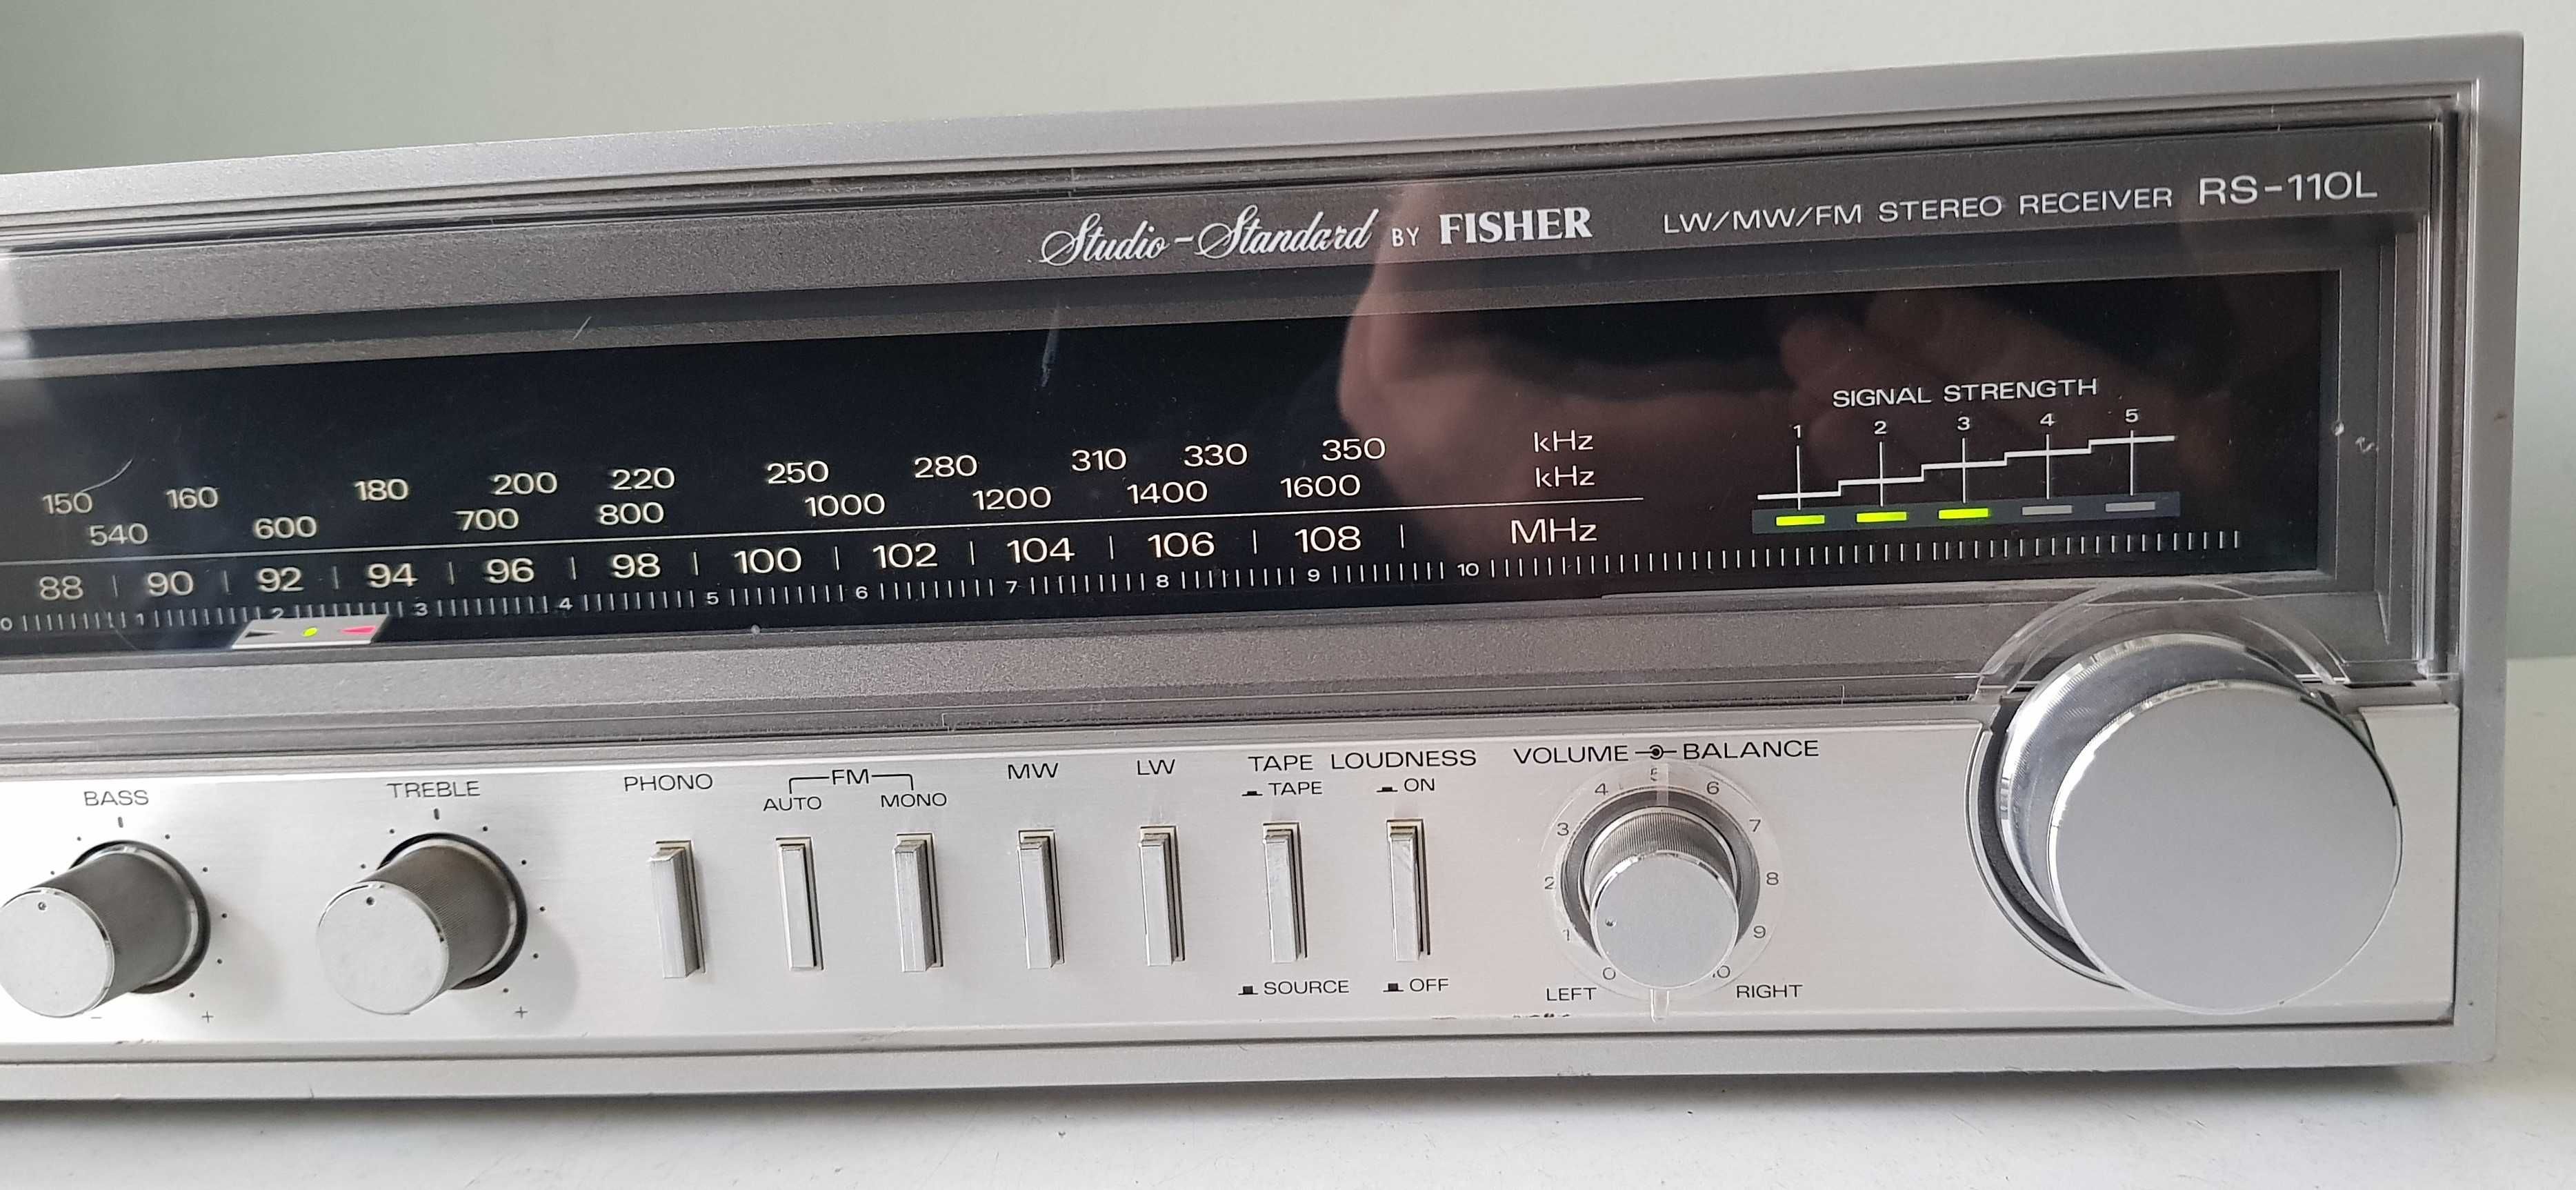 Studio-Standard BY FISHER LW/MW/FM STEREO RECEIVER RS-110L
SIGNAL STRENGTH
1 2 3 4 5
150 160 180 200 220 250 280 310 330 350 kHz
540 600 700 800 1000 1200 1400 1600 kHz
88 | 90 | 92 | 94 | 96 | 98 | 100 | 102 | 104 | 106 | 108 | MHz
0 1 2 3 4 5 6 7 8 9 10
BASS TREBLE PHONO FM MW LW TAPE LOUDNESS VOLUME BALANCE
AUTO MONO TAPE ON
0 1 2 3 4 5 6 7 8 9 10
- + +
SOURCE OFF LEFT RIGHT